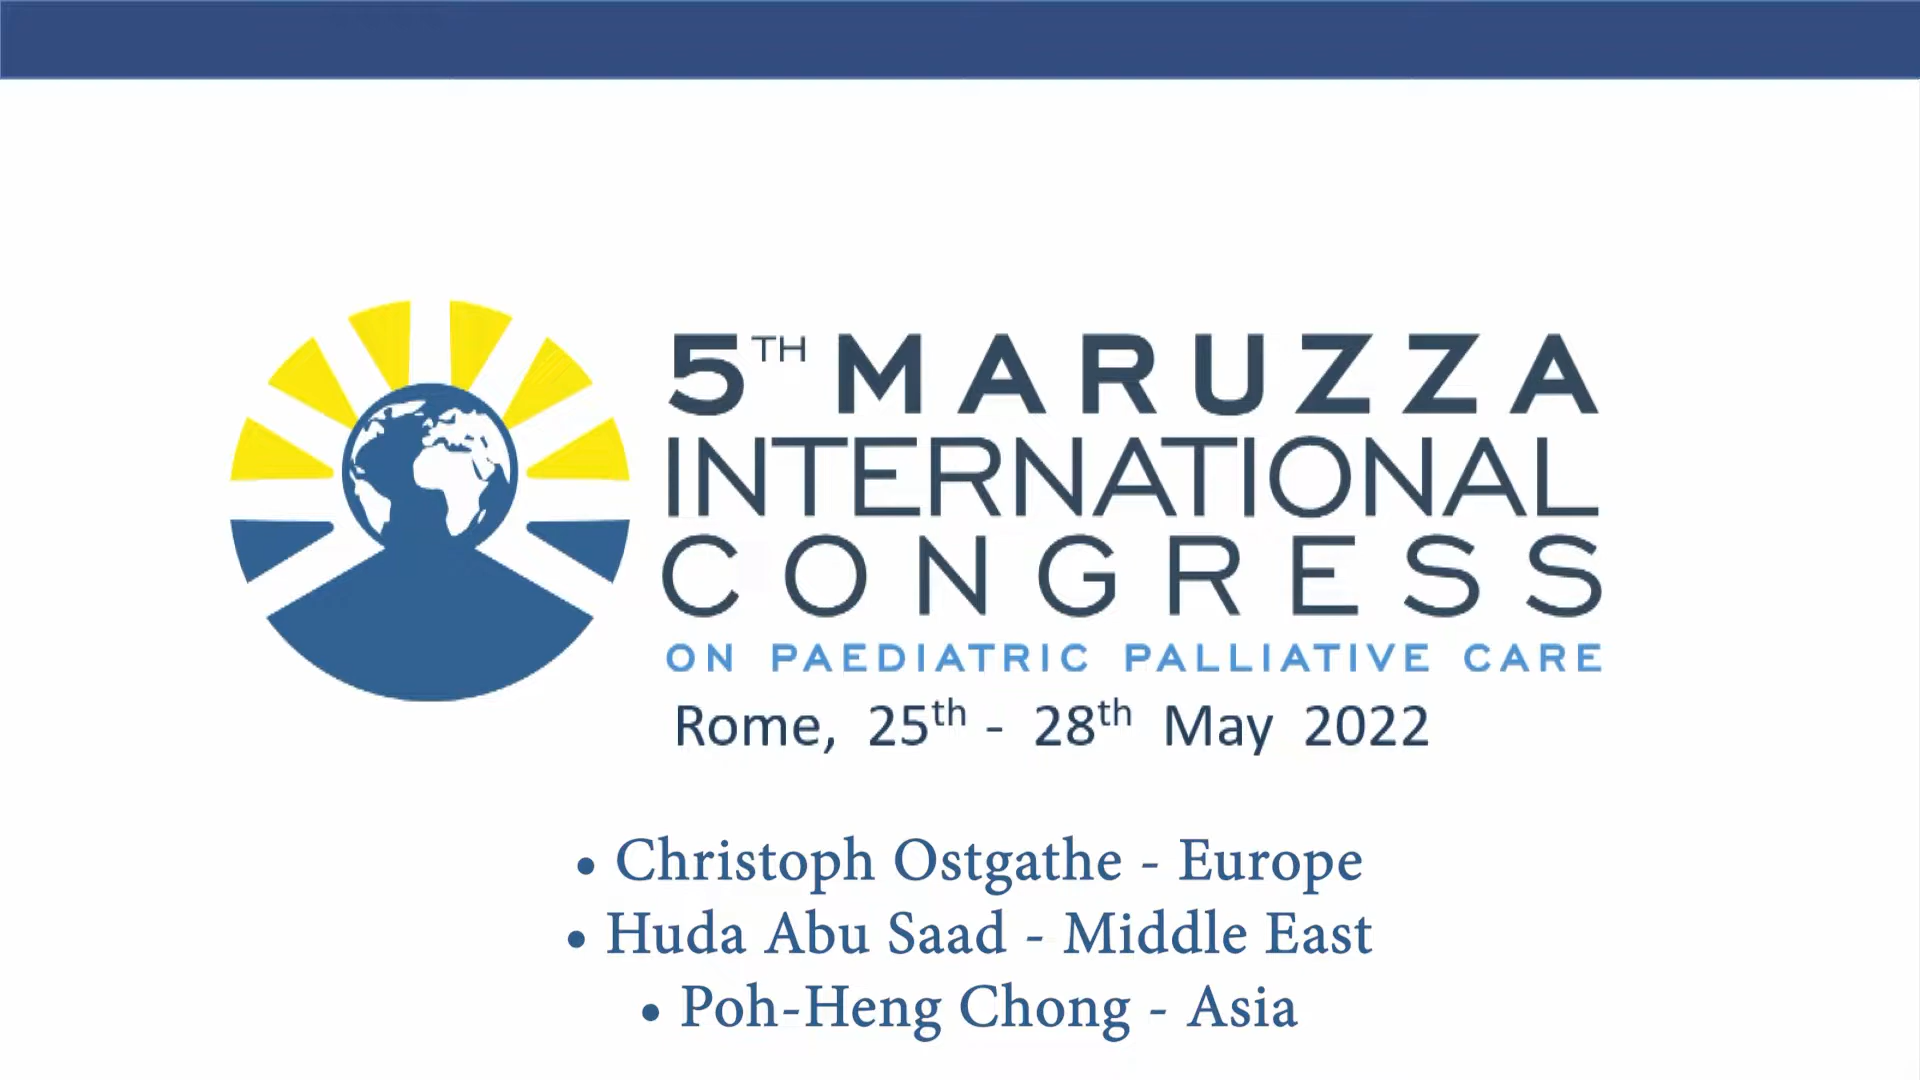 5TH MARUZZA
INTERNATIONAL
CONGRESS
ON PAEDIATRIC PALLIATIVE CARE
Rome, 25th - 28th May 2022
• Christoph Ostgathe - Europe
• Huda Abu Saad - Middle East
• Poh-Heng Chong - Asia